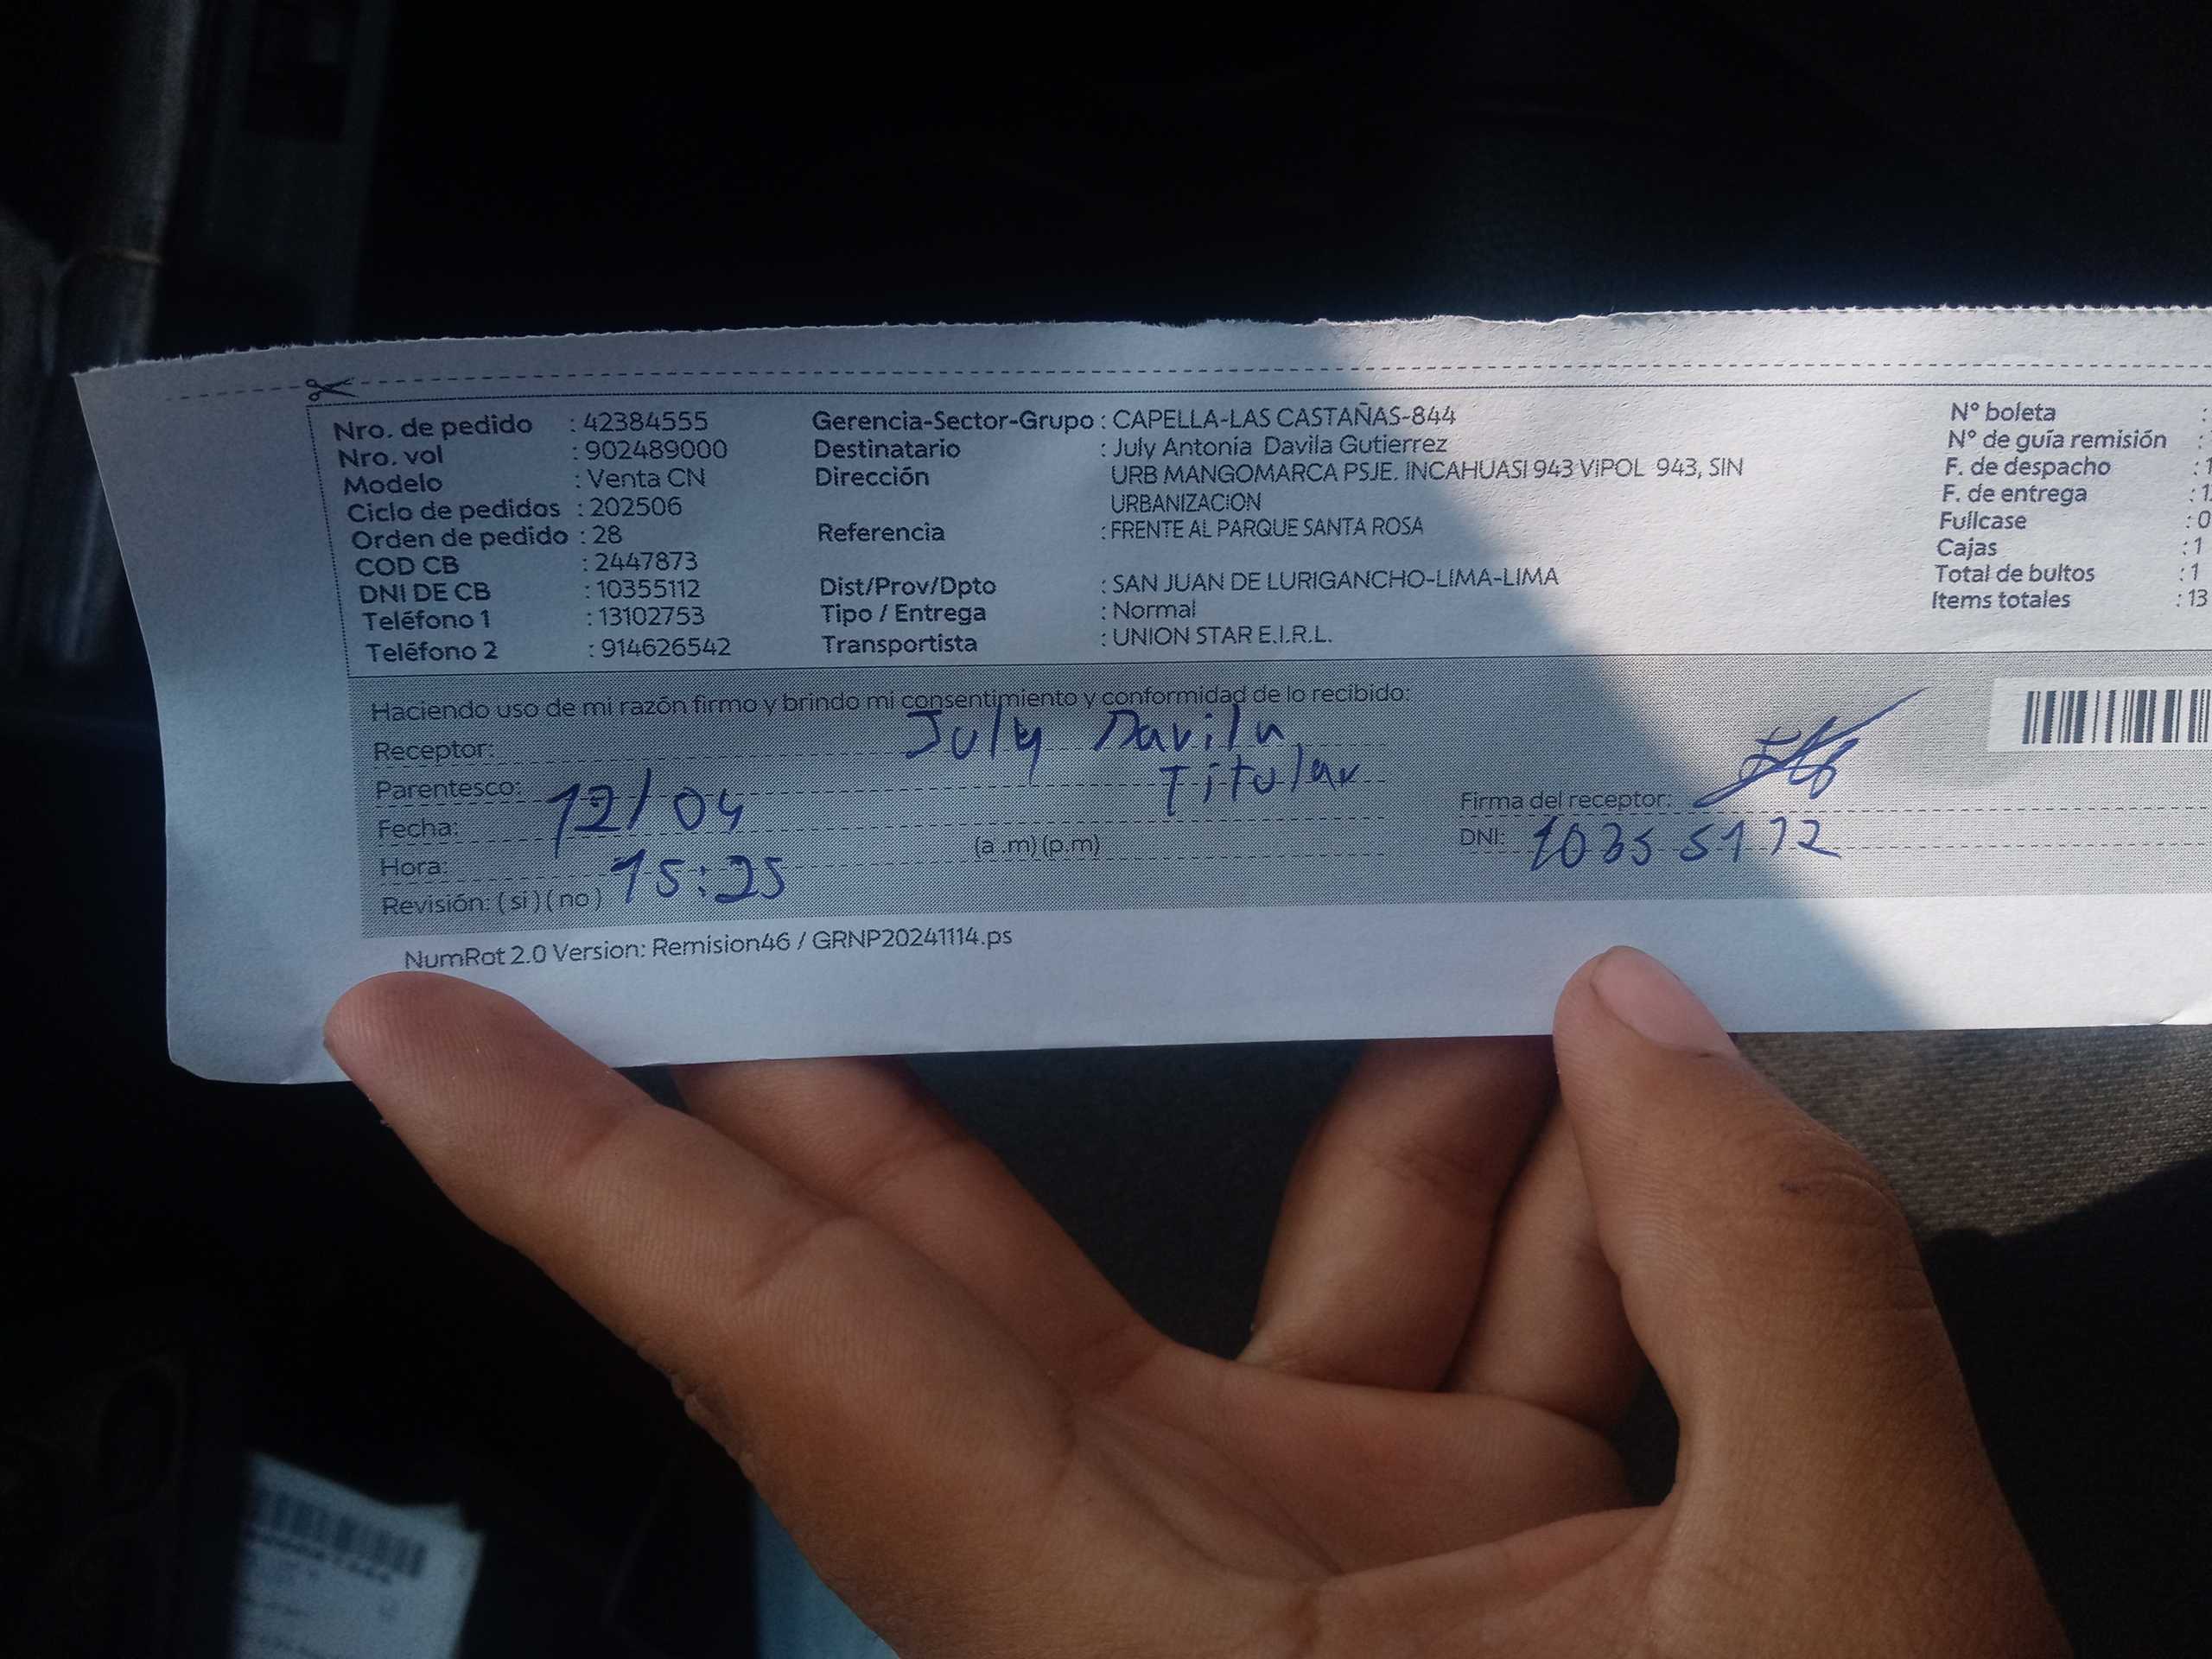 Nro. de pedido : 42384555
Nro. vol : 902489000
Modelo : Venta CN
Ciclo de pedidos : 202506
Orden de pedido : 28
COD CB : 2447873
DNI DE CB : 10355112
Teléfono 1 : 13102753
Teléfono 2 : 914626542
Gerencia-Sector-Grupo : CAPELLA-LAS CASTAÑAS-844
Destinatario : July Antonia Davila Gutierrez
Dirección URB MANGOMARCA PSJE. INCAHUASI 943 VIPOL 943, SIN
URBANIZACION
Referencia : FRENTE AL PARQUE SANTA ROSA
Dist/Prov/Dpto : SAN JUAN DE LURIGANCHO-LIMA-LIMA
Tipo / Entrega : Normal
Transportista : UNION STAR E.I.R.L.
N° boleta :
N° de guía remisión :
F. de despacho : 1
F. de entrega : 1
Fullcase : 0
Cajas : 1
Total de bultos : 1
Items totales : 13
Haciendo uso de mi razón firmo y brindo mi consentimiento y conformidad de lo recibido:
Receptor: July Davila
Parentesco: Titular
Fecha: 12/04
Hora: 15:25 (a .m) (p.m)
Revisión: ( si ) ( no )
Firma del receptor:
DNI: 10355112
NumRot 2.0 Version: Remision46 / GRNP20241114.ps